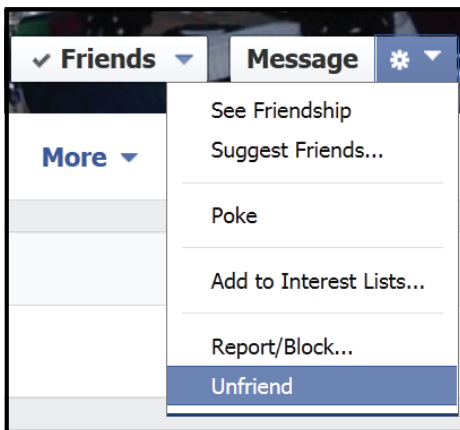 Friends Message
See Friendship
More
Suggest Friends...
Poke
Add to Interest Lists...
Report/Block...
Unfriend